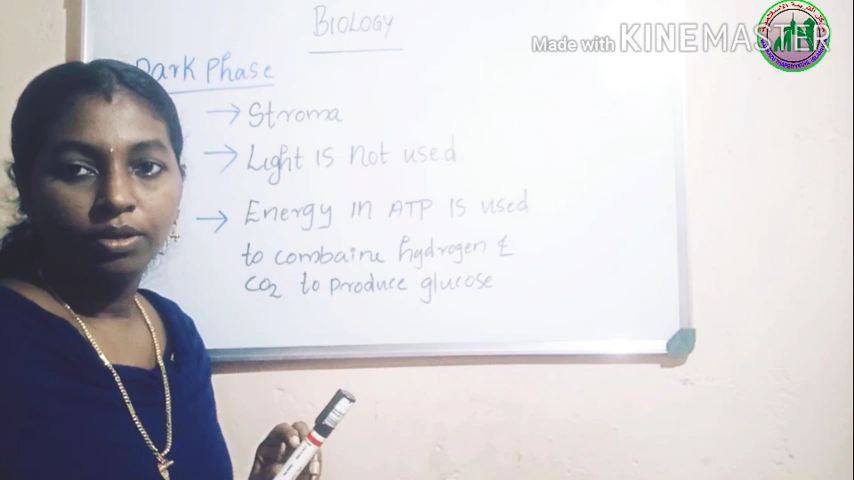 BIOLOGY
Made with KINEMASTER
Dark Phase
→ Stroma
→ Light is not used
→ Energy in ATP is used
to combaine hydrogen &
CO₂ to produce glucose